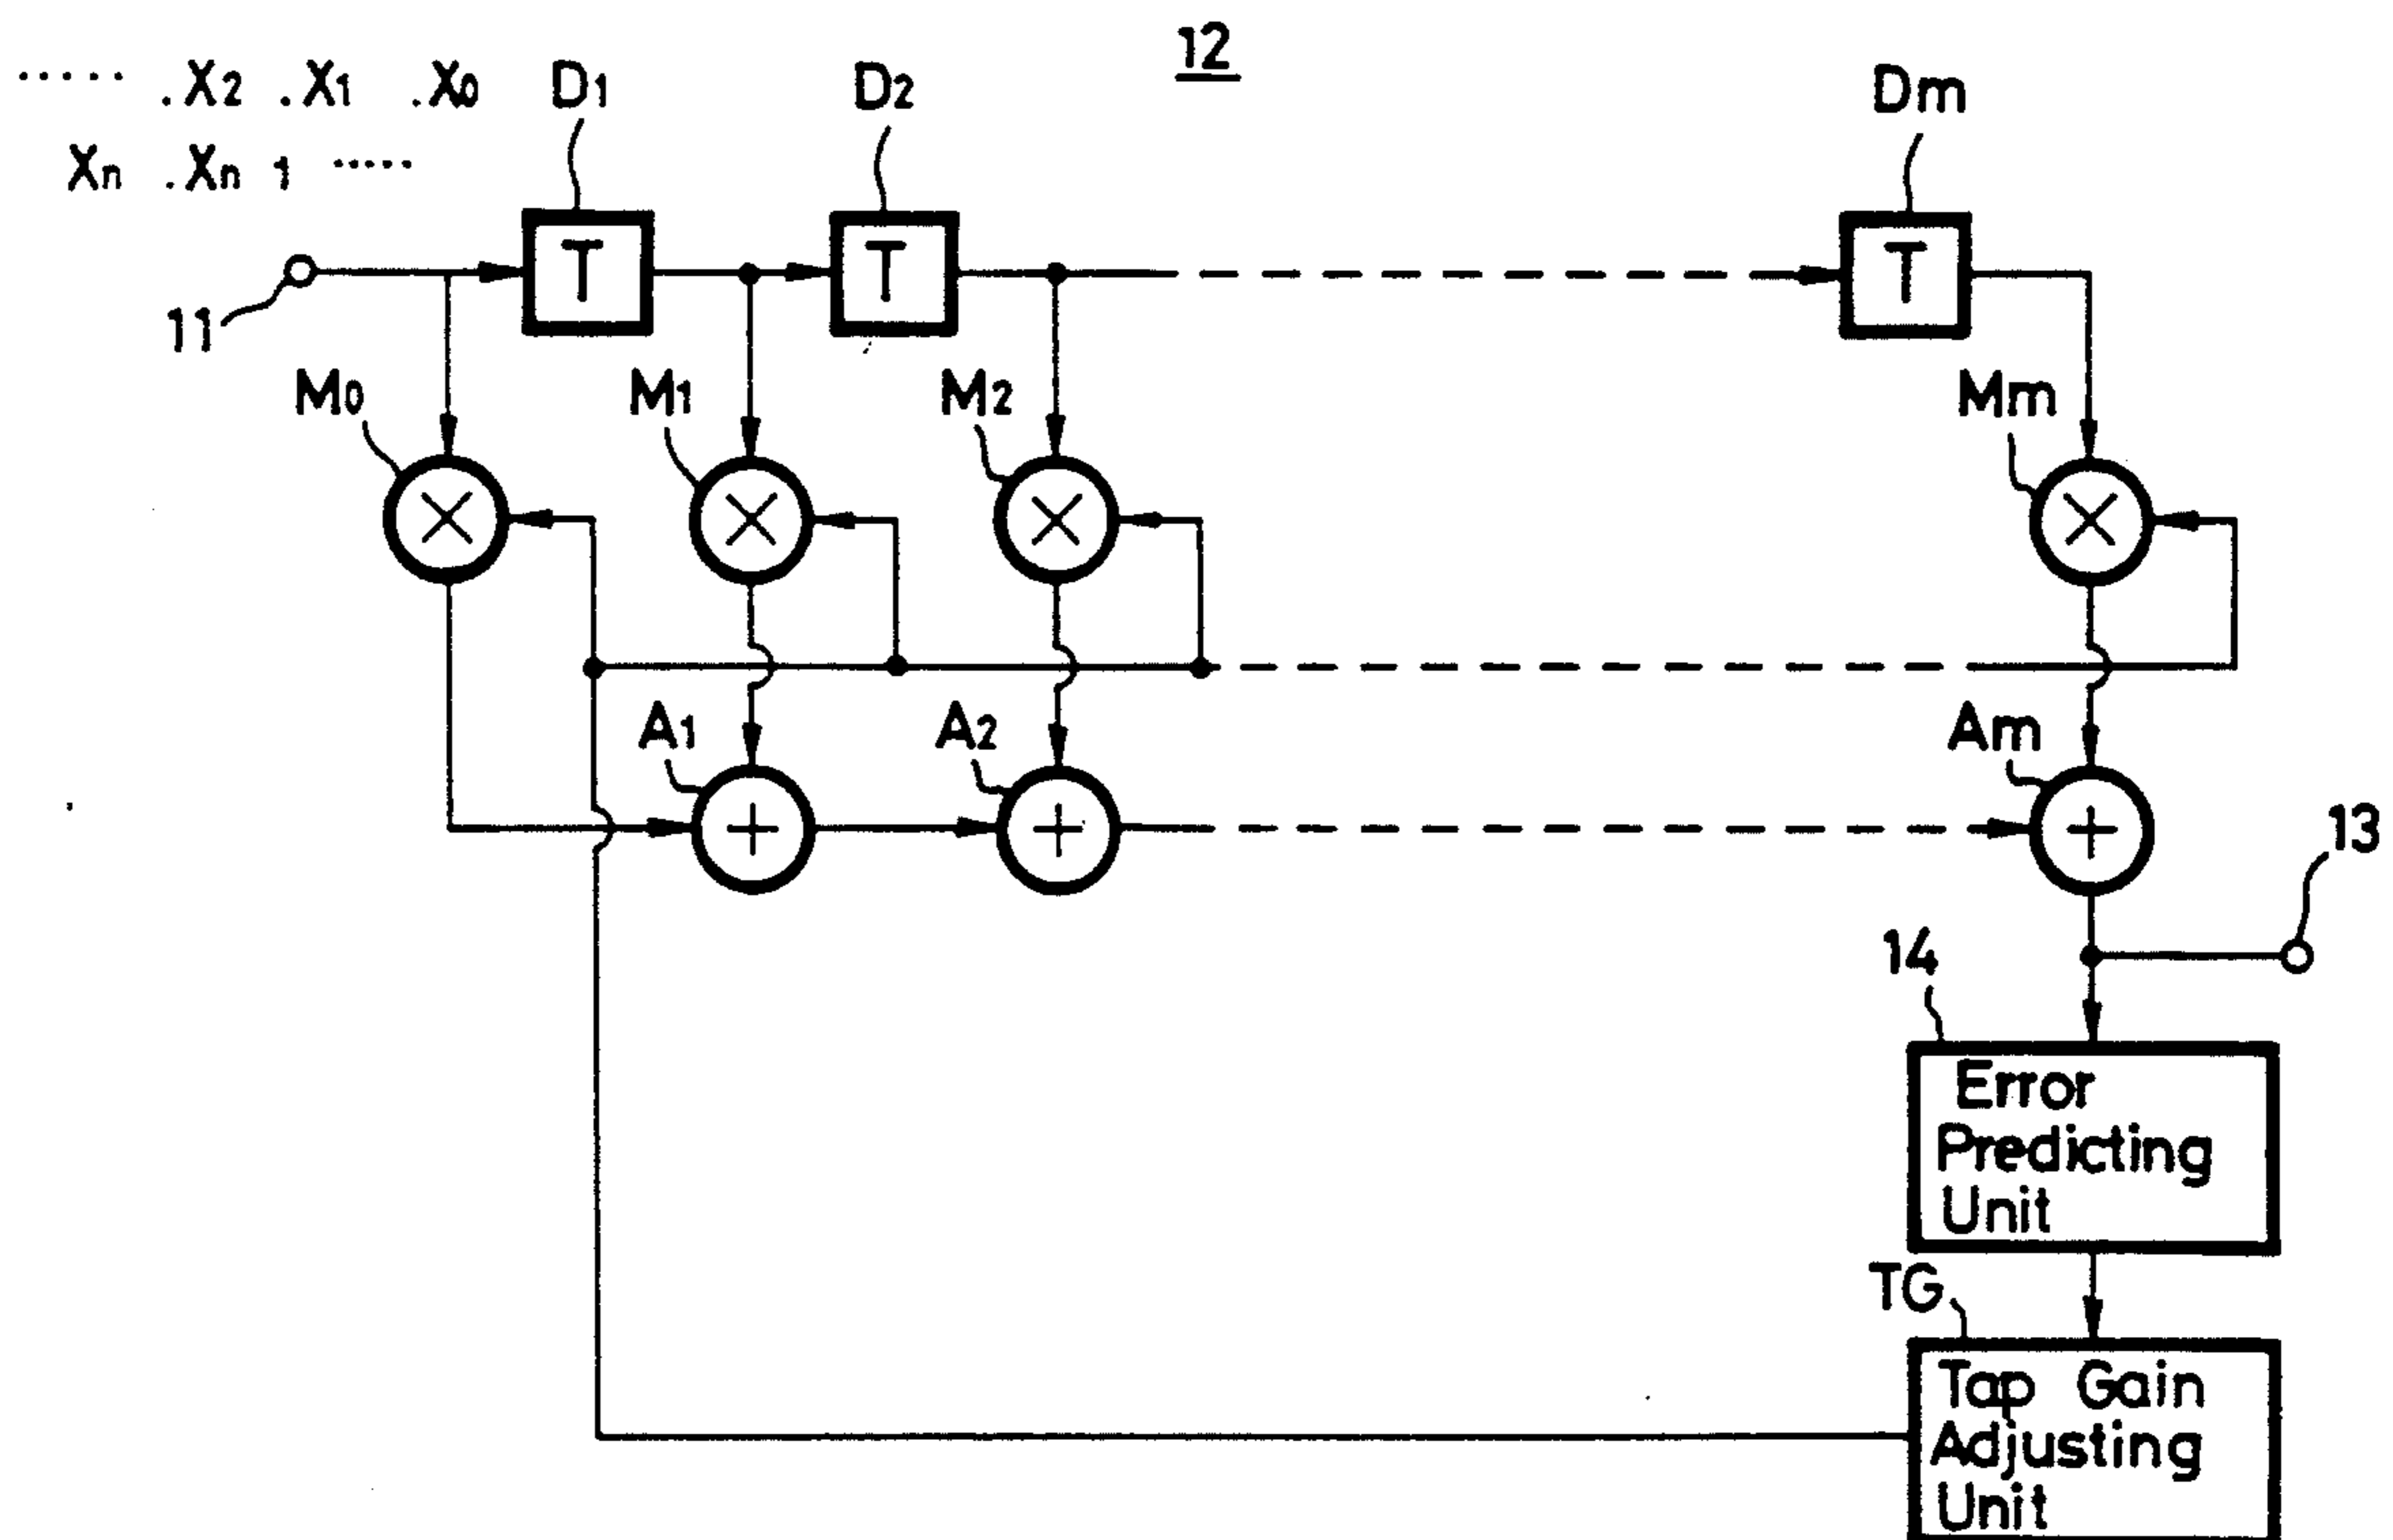 12
..... .X2 .X1 .X0
Xn .Xn 1 .....
D1
D2
Dm
T
T
T
11
M0
M1
M2
Mm
A1
A2
Am
13
14
Error
Predicting
Unit
TG
Tap Gain
Adjusting
Unit